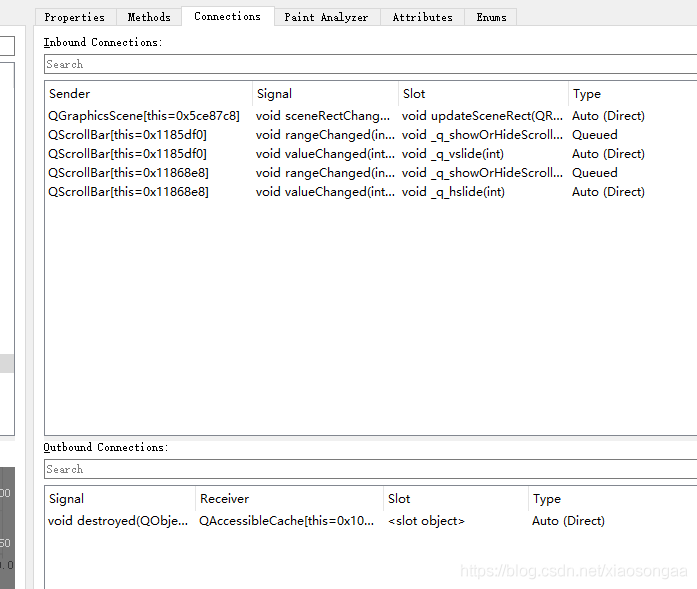 Properties Methods Connections Paint Analyzer Attributes Enums
Inbound Connections:
Search
Sender Signal Slot Type
QGraphicsScene[this=0x5ce87c8] void sceneRectChang... void updateSceneRect(QR... Auto (Direct)
QScrollBar[this=0x1185df0] void rangeChanged(in... void _q_showOrHideScroll... Queued
QScrollBar[this=0x1185df0] void valueChanged(int... void _q_vslide(int) Auto (Direct)
QScrollBar[this=0x11868e8] void rangeChanged(in... void _q_showOrHideScroll... Queued
QScrollBar[this=0x11868e8] void valueChanged(int... void _q_hslide(int) Auto (Direct)
Outbound Connections:
Search
Signal Receiver Slot Type
void destroyed(QObje... QAccessibleCache[this=0x10... <slot object> Auto (Direct)
00
50
0.0
https://blog.csdn.net/xiaosongaa